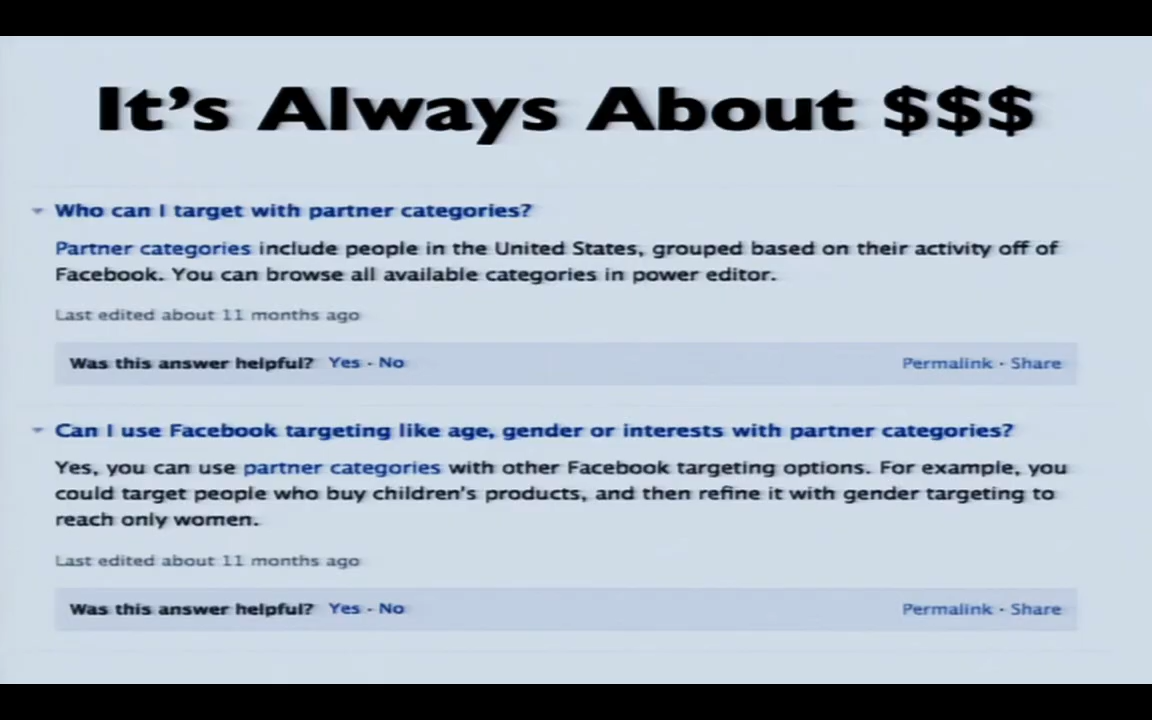 It's Always About $$$
Who can I target with partner categories?
Partner categories include people in the United States, grouped based on their activity off of
Facebook. You can browse all available categories in power editor.
Last edited about 11 months ago
Was this answer helpful? Yes · No Permalink · Share
Can I use Facebook targeting like age, gender or interests with partner categories?
Yes, you can use partner categories with other Facebook targeting options. For example, you
could target people who buy children's products, and then refine it with gender targeting to
reach only women.
Last edited about 11 months ago
Was this answer helpful? Yes · No Permalink · Share